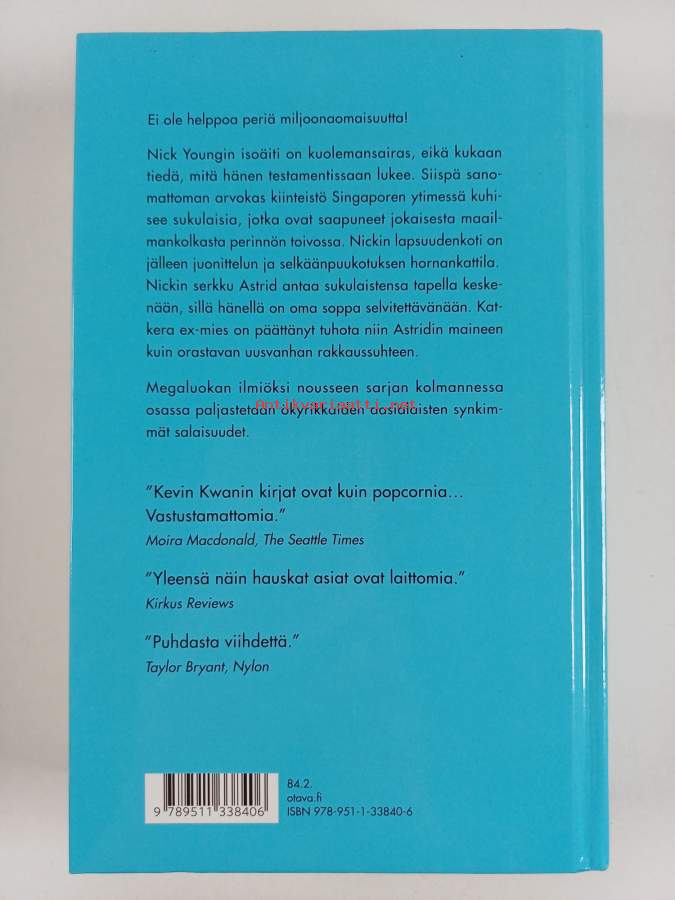 Ei ole helppoa periä miljoonaomaisuutta!
Nick Youngin isoäiti on kuolemansairas, eikä kukaan
tiedä, mitä hänen testamentissaan lukee. Siispä sano-
mattoman arvokas kiinteistö Singaporen ytimessä kuhi-
see sukulaisia, jotka ovat saapuneet jokaisesta maail-
mankolkasta perinnön toivossa. Nickin lapsuudenkoti on
jälleen juonittelun ja selkäänpuukotuksen hornankattila.
Nickin serkku Astrid antaa sukulaistensa tapella keske-
nään, sillä hänellä on oma soppa selvitettävänään. Kat-
kera ex-mies on päättänyt tuhota niin Astridin maineen
kuin orastavan uusvanhan rakkaussuhteen.
Megaluokan ilmiöksi nousseen sarjan kolmannessa
osassa paljastetaanökyrikkaiden aasialaisten synkim-
Antikvariaatti.net
mät salaisuudet.
”Kevin Kwanin kirjat ovat kuin popcornia...
Vastustamattomia.”
Moira Macdonald, The Seattle Times
”Yleensä näin hauskat asiat ovat laittomia.”
Kirkus Reviews
”Puhdasta viihdettä.”
Taylor Bryant, Nylon
84.2.
otava.fi
ISBN 978-951-1-33840-6
9 789511 338406